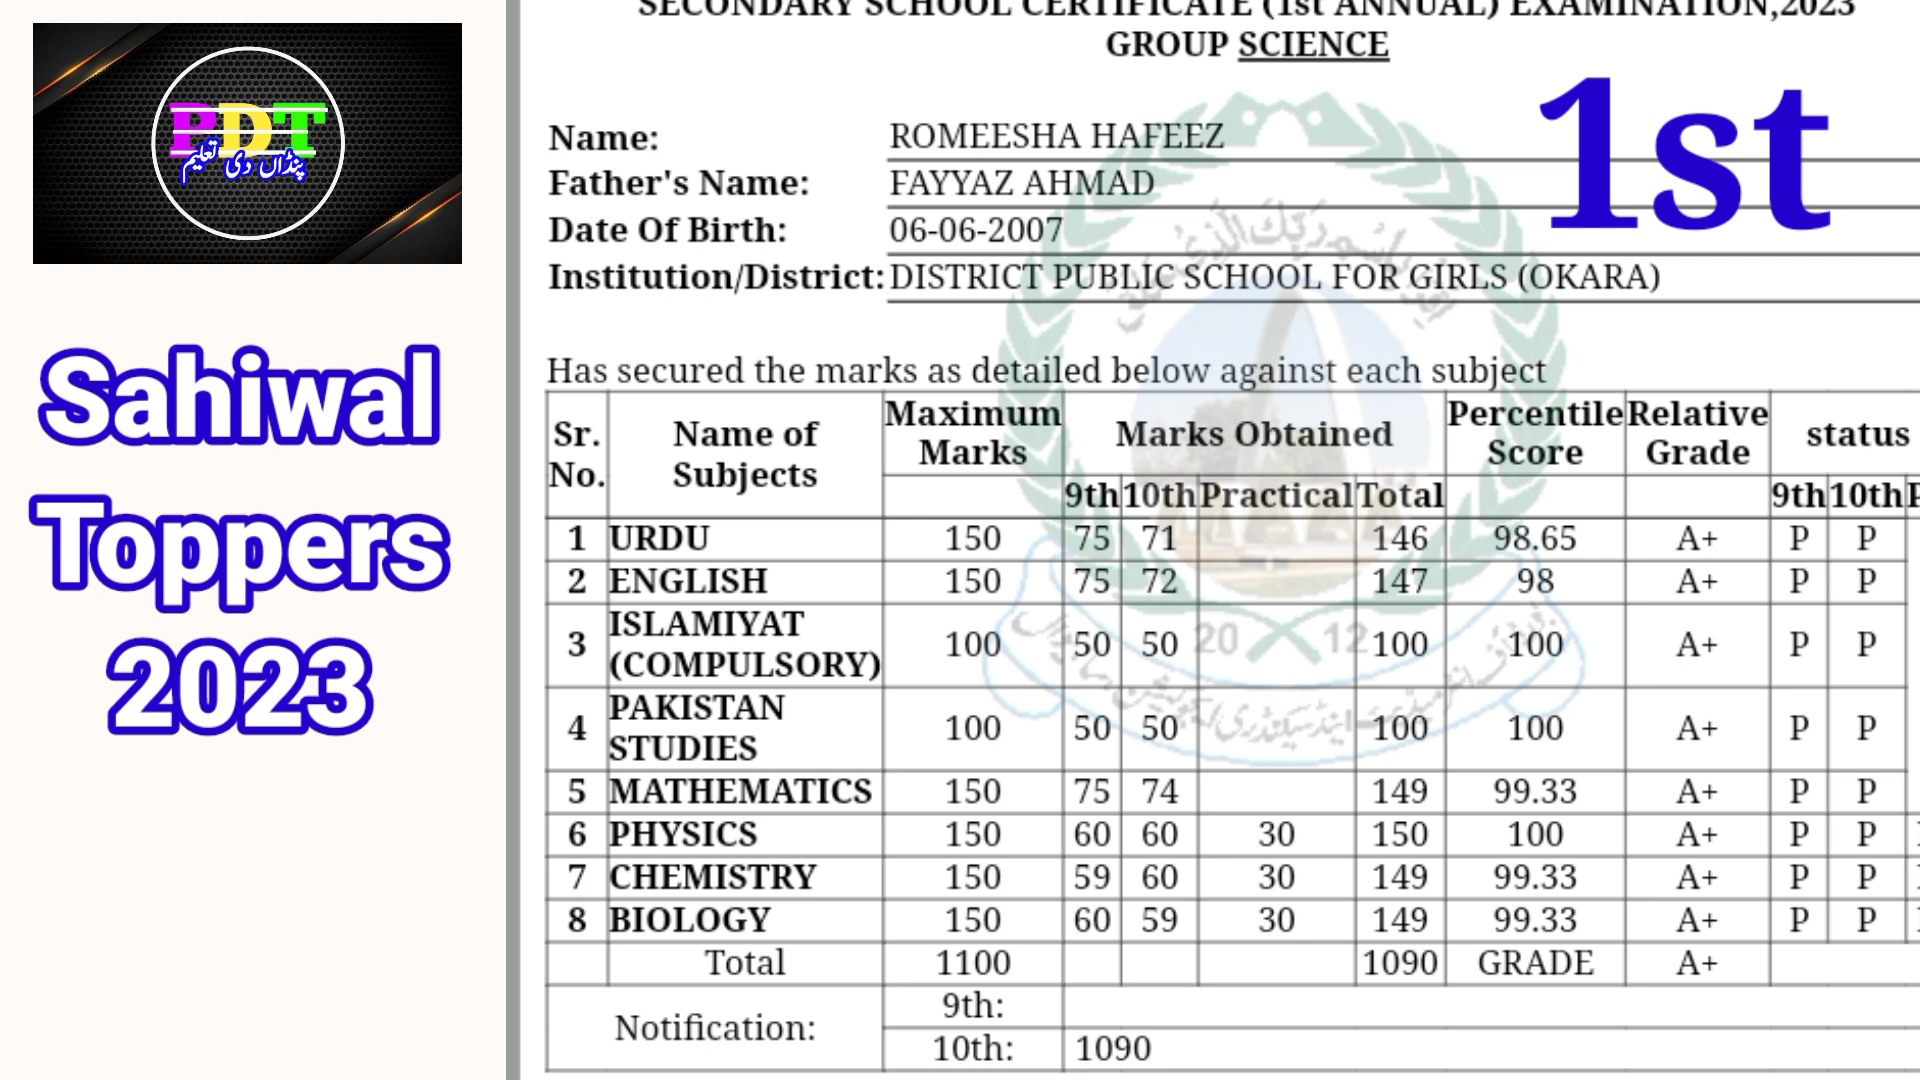 PDT
پنڈاں دی تعلیم
Sahiwal
Toppers
2023
SECONDARY SCHOOL CERTIFICATE (1st ANNUAL) EXAMINATION,2023
GROUP SCIENCE
1st
Name: ROMEESHA HAFEEZ
Father's Name: FAYYAZ AHMAD
Date Of Birth: 06-06-2007
Institution/District: DISTRICT PUBLIC SCHOOL FOR GIRLS (OKARA)
Has secured the marks as detailed below against each subject
Sr. No. Name of Subjects Maximum Marks Marks Obtained Percentile Score Relative Grade status
9th 10th Practical Total 9th 10th
1 URDU 150 75 71 146 98.65 A+ P P
2 ENGLISH 150 75 72 147 98 A+ P P
3 ISLAMIYAT (COMPULSORY) 100 50 50 100 100 A+ P P
4 PAKISTAN STUDIES 100 50 50 100 100 A+ P P
5 MATHEMATICS 150 75 74 149 99.33 A+ P P
6 PHYSICS 150 60 60 30 150 100 A+ P P
7 CHEMISTRY 150 59 60 30 149 99.33 A+ P P
8 BIOLOGY 150 60 59 30 149 99.33 A+ P P
Total 1100 1090 GRADE A+
Notification: 9th:
10th: 1090
20 12